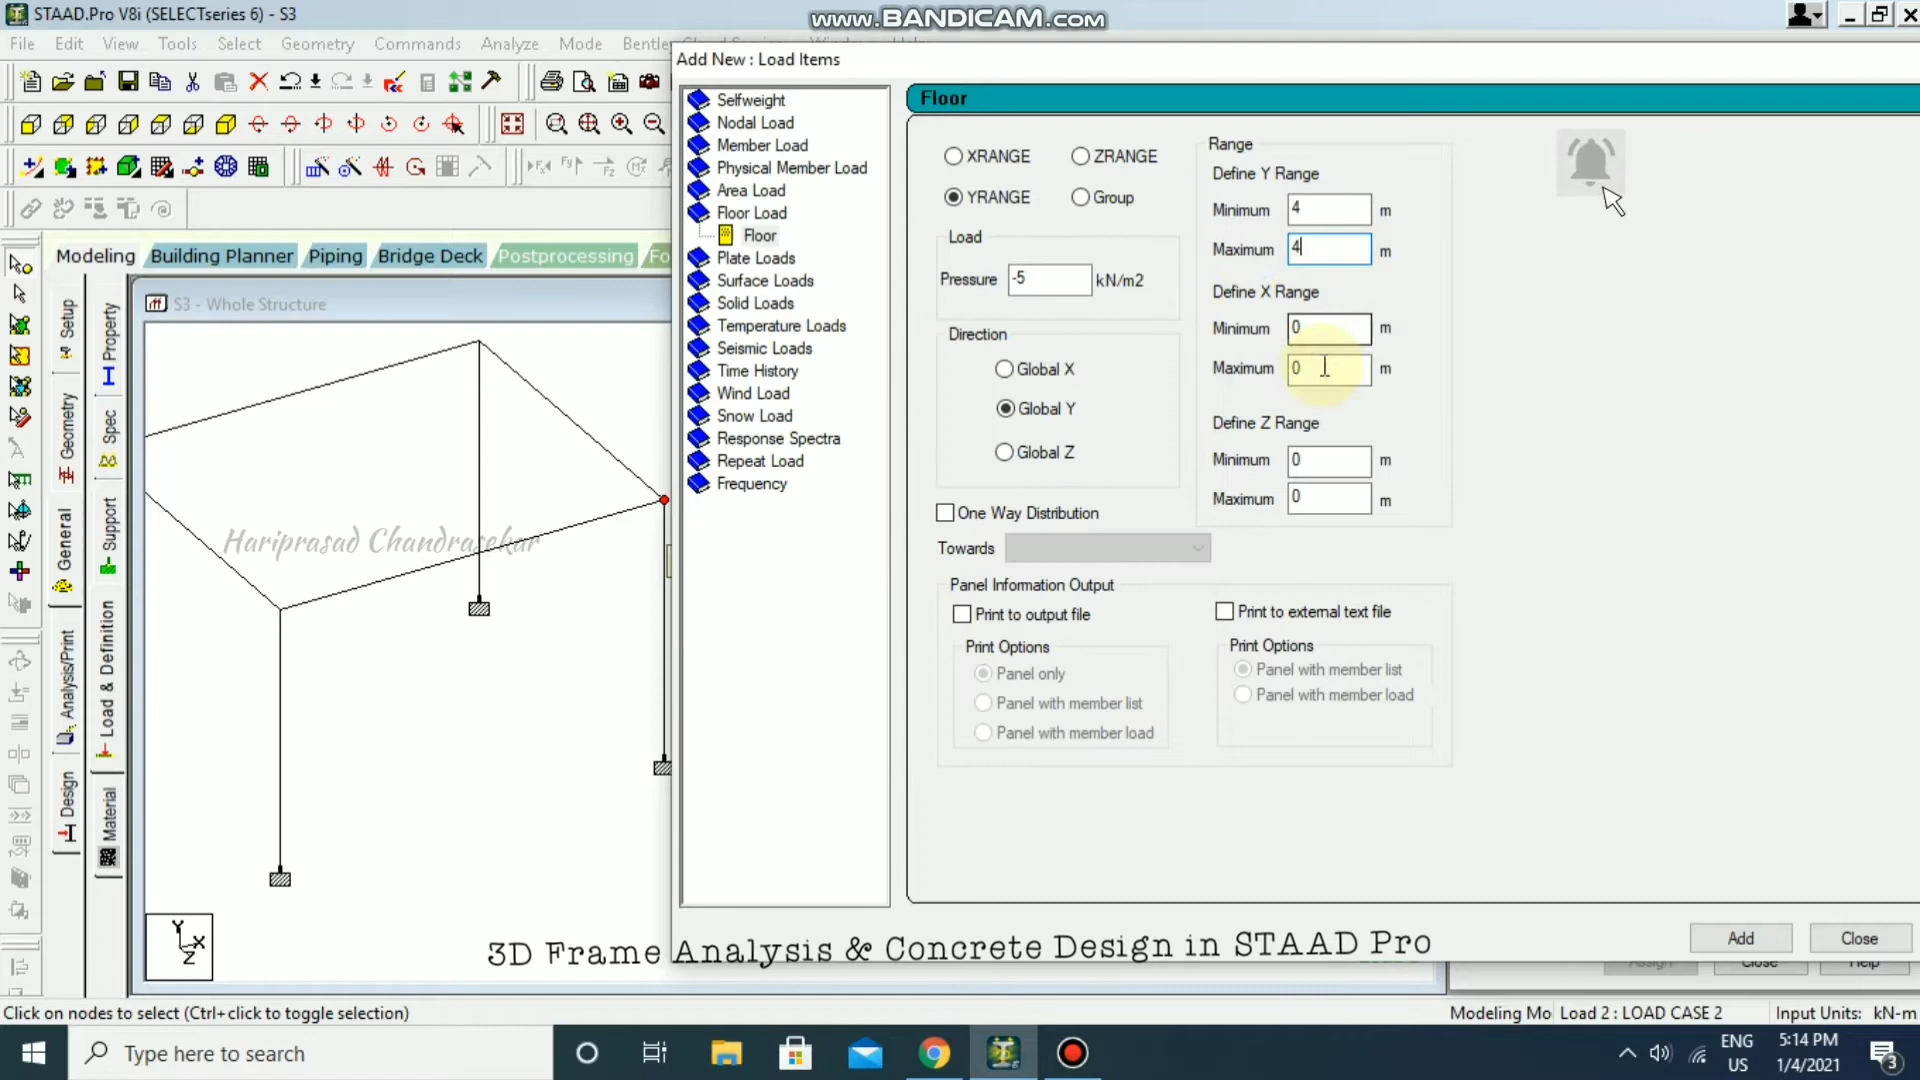 STAAD.Pro V8i (SELECTseries 6) - S3
www.BANDICAM.com
File Edit View Tools Select Geometry Commands Analyze Mode
Add New : Load Items
Selfweight
Nodal Load
Member Load
Physical Member Load
Area Load
Floor Load
Floor
Plate Loads
Surface Loads
Solid Loads
Temperature Loads
Seismic Loads
Time History
Wind Load
Snow Load
Response Spectra
Repeat Load
Frequency
Floor
XRANGE
ZRANGE
YRANGE
Group
Load
Pressure -5 kN/m2
Direction
Global X
Global Y
Global Z
Range
Define Y Range
Minimum 4 m
Maximum 4 m
Define X Range
Minimum 0 m
Maximum 0 m
Define Z Range
Minimum 0 m
Maximum 0 m
One Way Distribution
Towards
Panel Information Output
Print to output file
Print Options
Panel only
Panel with member list
Panel with member load
Print to external text file
Print Options
Panel with member list
Panel with member load
Add
Close
Modeling
Building Planner
Piping
Bridge Deck
Postprocessing
Fo
Setup
Geometry
General
Analysis/Print
Design
Property
Spec
Support
Load & Definition
Material
S3 - Whole Structure
Hariprasad Chandrasekar
Y
X
Z
3D Frame Analysis & Concrete Design in STAAD Pro
Assign
Close
Help
Click on nodes to select (Ctrl+click to toggle selection)
Modeling Mo
Load 2 : LOAD CASE 2
Input Units: kN-m
Type here to search
ENG
US
5:14 PM
1/4/2021
3